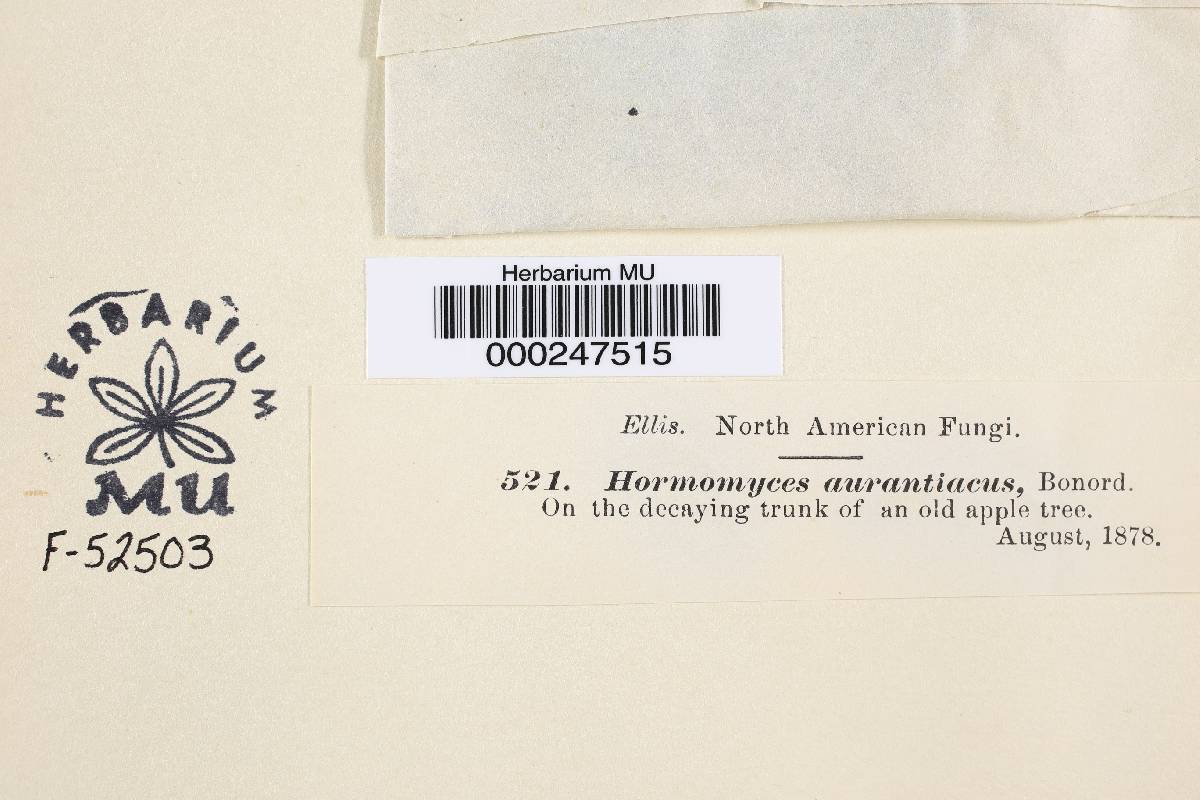 Herbarium MU
000247515
HERBARIUM
MU
F-52503
Ellis. North American Fungi.
521. Hormomyces aurantiacus, Bonord.
On the decaying trunk of an old apple tree.
August, 1878.